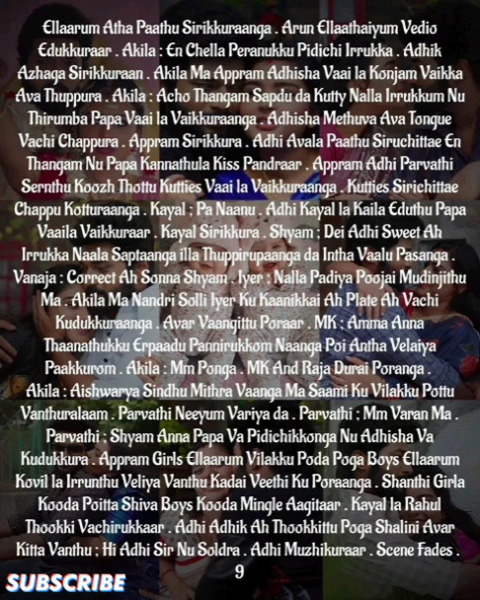 Ellaarum Atha Paathu Sirikkuraanga . Arun Ellaathaiyum Vedio
Edukkuraar . Akila : En Chella Peranukku Pidichi Irrukka . Adhik
Azhaga Sirikkuraan . Akila Ma Appram Adhisha Vaai la Konjam Vaikka
Ava Thuppura . Akila : Acho Thangam Sapdu da Kutty Nalla Irrukkum Nu
Thirumba Papa Vaai la Vaikkuraanga . Adhisha Methuva Ava Tongue
Vachi Chappura . Appram Sirikkura . Adhi Avala Paathu Siruchittae En
Thangam Nu Papa Kannathula Kiss Pandraar . Appram Adhi Parvathi
Sernthu Koozh Thottu Kutties Vaai la Vaikkuraanga . Kutties Sirichittae
Chappu Kotturaanga . Kayal ; Pa Naanu . Adhi Kayal la Kaila Eduthu Papa
Vaaila Vaikkuraar . Kayal Sirikkura . Shyam ; Dei Adhi Sweet Ah
Irrukka Naala Saptaanga illa Thuppirupaanga da Intha Vaalu Pasanga .
Vanaja : Correct Ah Sonna Shyam . Iyer : Nalla Padiya Poojai Mudinjithu
Ma . Akila Ma Nandri Solli Iyer Ku Kaanikkai Ah Plate Ah Vachi
Kudukkuraanga . Avar Vaangittu Poraar . MK : Amma Anna
Thaanathukku Erpaadu Pannirukkom Naanga Poi Antha Velaiya
Paakkurom . Akila : Mm Ponga . MK And Raja Durai Poranga .
Akila : Aishwarya Sindhu Mithra Vaanga Ma Saami Ku Vilakku Pottu
Vanthuralaam . Parvathi Neeyum Variya da . Parvathi ; Mm Varan Ma .
Parvathi ; Shyam Anna Papa Va Pidichikkonga Nu Adhisha Va
Kudukkura . Appram Girls Ellaarum Vilakku Poda Poga Boys Ellaarum
Kovil la Irrunthu Veliya Vanthu Kadai Veethi Ku Poraanga . Shanthi Girla
Kooda Poitta Shiva Boys Kooda Mingle Aagitaar . Kayal la Rahul
Thookki Vachirukkaar . Adhi Adhik Ah Thookkittu Poga Shalini Avar
Kitta Vanthu ; Hi Adhi Sir Nu Soldra . Adhi Muzhikuraar . Scene Fades .
9
SUBSCRIBE